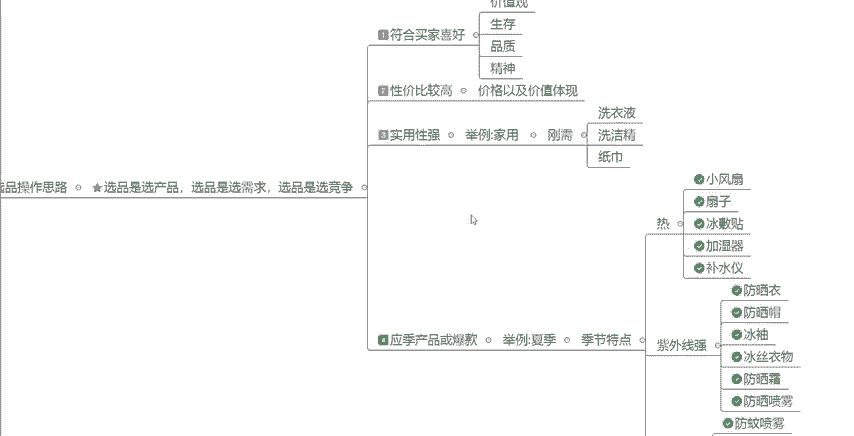 价值观
1 符合买家喜好
生存
品质
精神
2 性价比较高
价格以及价值体现
3 实用性强
举例:家用
刚需
洗衣液
洗洁精
纸巾
选品操作思路
★选品是选产品，选品是选需求，选品是选竞争
4 应季产品或爆款
举例:夏季
季节特点
热
小风扇
扇子
冰敷贴
加湿器
补水仪
紫外线强
防晒衣
防晒帽
冰袖
冰丝衣物
防晒霜
防晒喷雾
防蚊喷雾